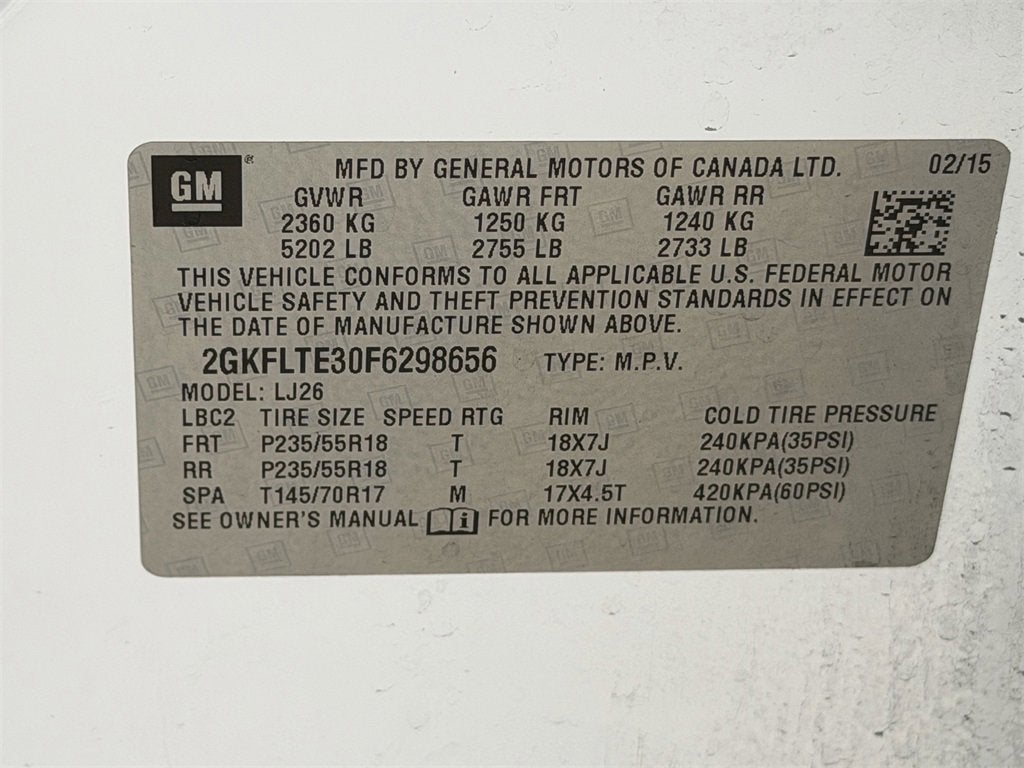 GM ®
MFD BY GENERAL MOTORS OF CANADA LTD. 02/15
GVWR GAWR FRT GAWR RR
2360 KG 1250 KG 1240 KG
5202 LB 2755 LB 2733 LB
THIS VEHICLE CONFORMS TO ALL APPLICABLE U.S. FEDERAL MOTOR
VEHICLE SAFETY AND THEFT PREVENTION STANDARDS IN EFFECT ON
THE DATE OF MANUFACTURE SHOWN ABOVE.
2GKFLTE30F6298656 TYPE: M.P.V.
MODEL: LJ26
LBC2 TIRE SIZE SPEED RTG RIM COLD TIRE PRESSURE
FRT P235/55R18 T 18X7J 240KPA(35PSI)
RR P235/55R18 T 18X7J 240KPA(35PSI)
SPA T145/70R17 M 17X4.5T 420KPA(60PSI)
SEE OWNER'S MANUAL i FOR MORE INFORMATION.